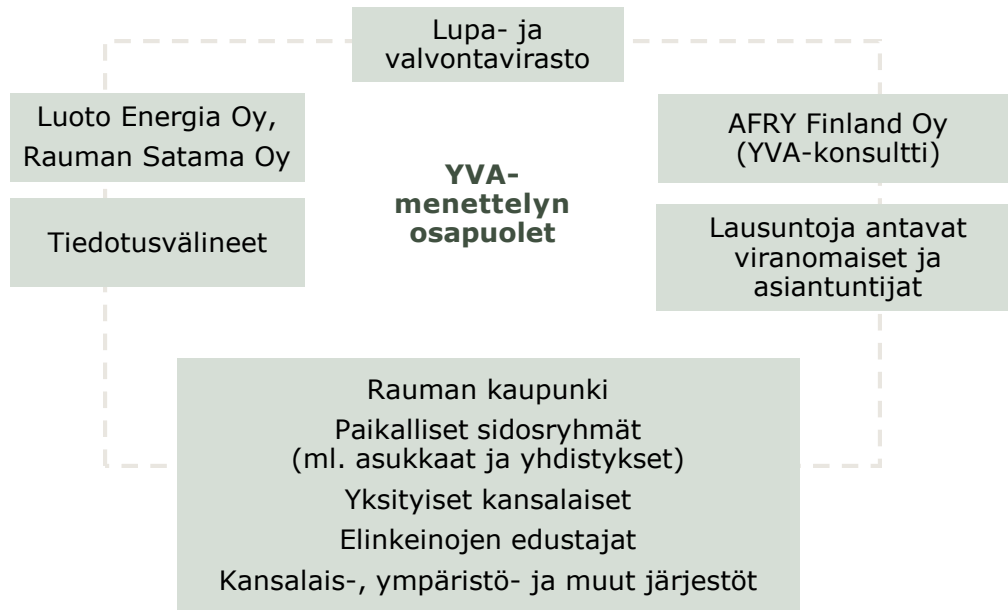 Lupa- ja
valvontavirasto
Luoto Energia Oy,
Rauman Satama Oy
AFRY Finland Oy
(YVA-konsultti)
YVA-
menettelyn
osapuolet
Tiedotusvälineet
Lausuntoja antavat
viranomaiset ja
asiantuntijat
Rauman kaupunki
Paikalliset sidosryhmät
(ml. asukkaat ja yhdistykset)
Yksityiset kansalaiset
Elinkeinojen edustajat
Kansalais-, ympäristö- ja muut järjestöt